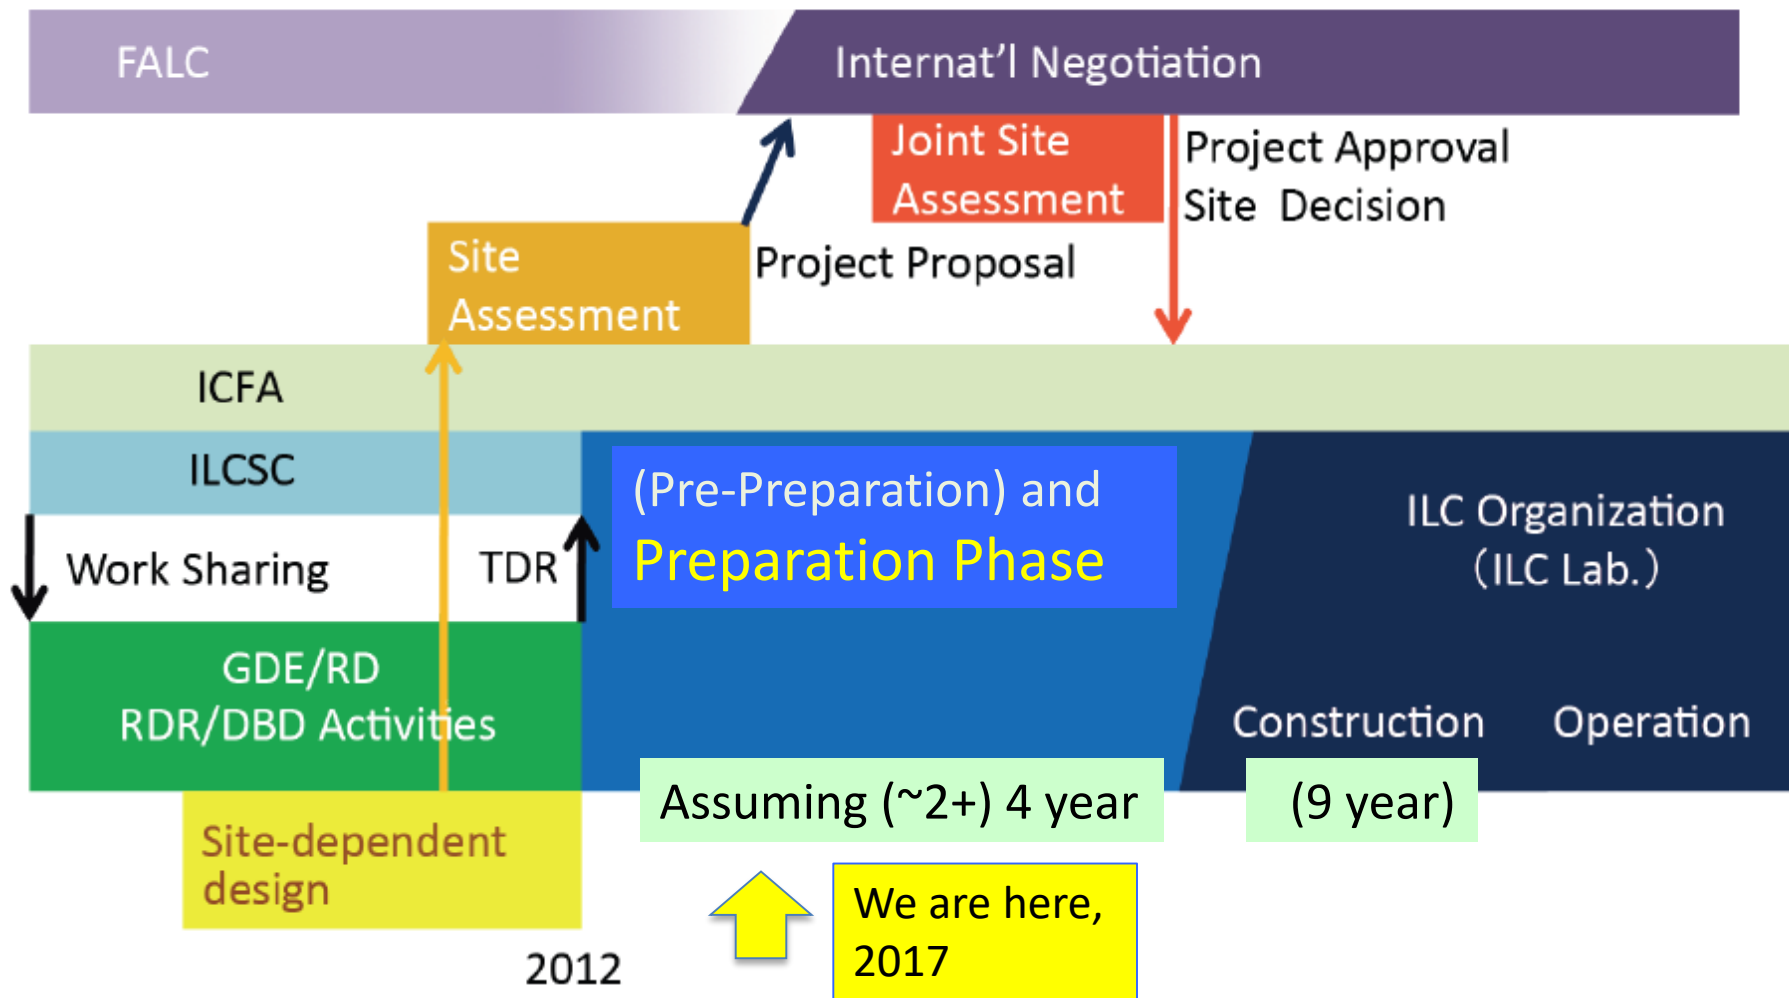 FALC
Internat'l Negotiation
Joint Site
Assessment
Project Approval
Site Decision
Site
Assessment
Project Proposal
ICFA
ILCSC
(Pre-Preparation) and
Preparation Phase
ILC Organization
(ILC Lab.)
Work Sharing
TDR
GDE/RD
RDR/DBD Activities
Construction
Operation
Assuming (~2+) 4 year
(9 year)
Site-dependent
design
We are here,
2017
2012